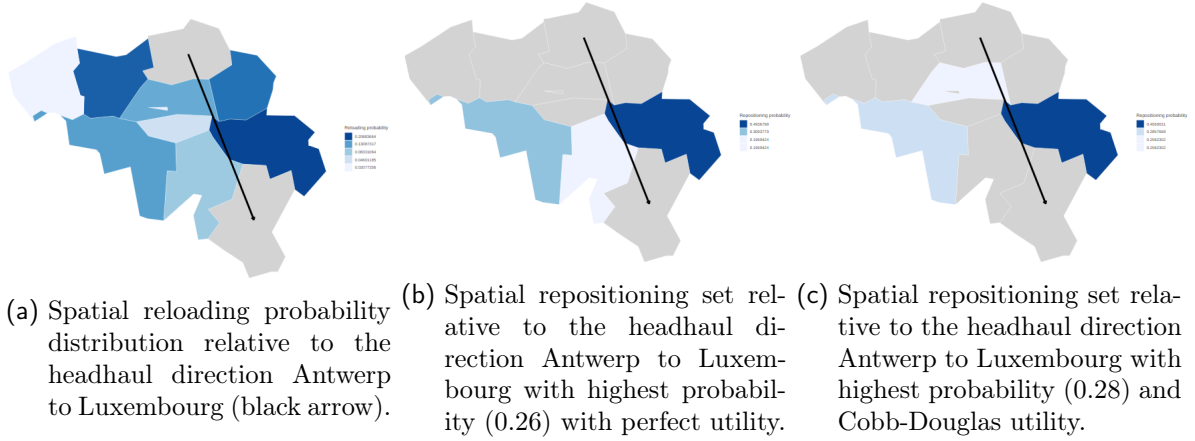 Reloading probability
Repositioning probability
Repositioning probability
(a) Spatial reloading probability
distribution relative to the
headhaul direction Antwerp
to Luxembourg (black arrow).
(b) Spatial repositioning set rel-
ative to the headhaul di-
rection Antwerp to Luxem-
bourg with highest probabil-
ity (0.26) with perfect utility.
(c) Spatial repositioning set rela-
tive to the headhaul direction
Antwerp to Luxembourg with
highest probability (0.28) and
Cobb-Douglas utility.